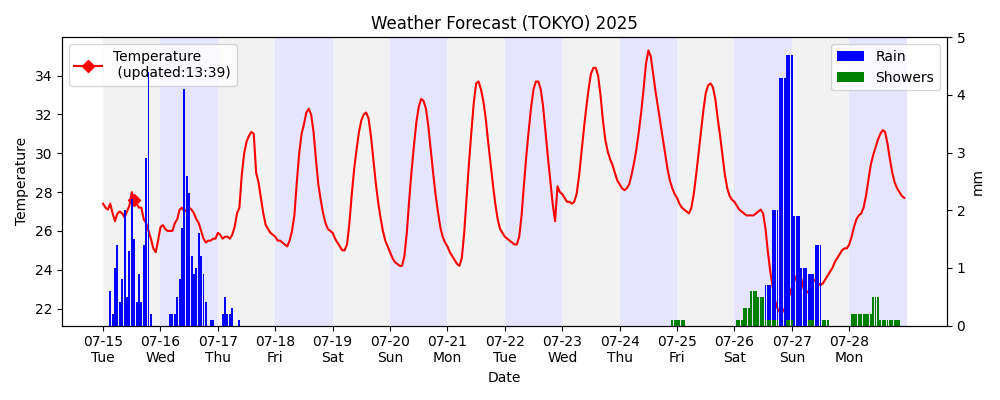 Weather Forecast (TOKYO) 2025
Temperature
(updated:13:39)
Rain
Showers
34
32
30
28
26
24
22
Temperature
5
4
3
2
1
0
mm
07-15 07-16 07-17 07-18 07-19 07-20 07-21 07-22 07-23 07-24 07-25 07-26 07-27 07-28
Tue Wed Thu Fri Sat Sun Mon Tue Wed Thu Fri Sat Sun Mon
Date